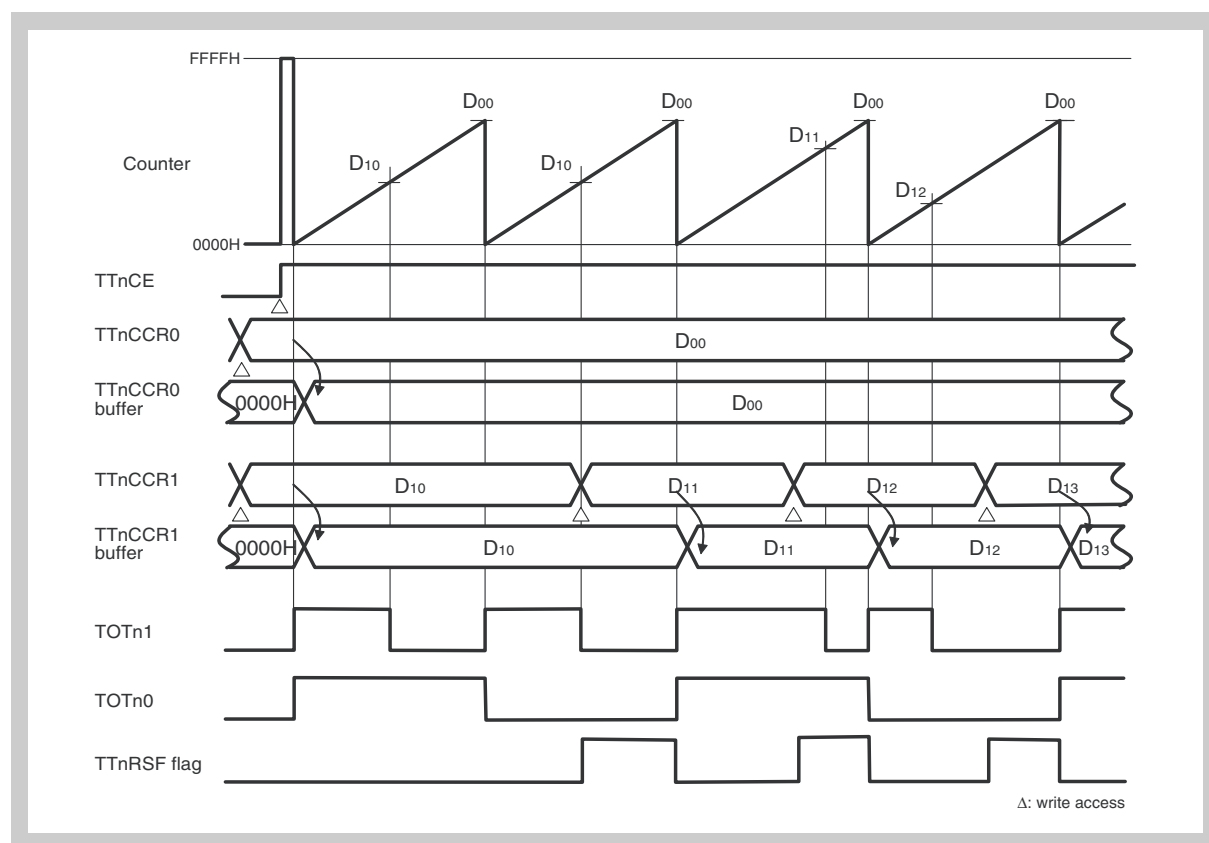 FFFFH
D00 D00 D00 D00
D11
D10 D10
Counter
D12
0000H
TTnCE
TTnCCR0
D00
TTnCCR0
buffer
0000H
D00
TTnCCR1
D10 D11 D12 D13
TTnCCR1
buffer
0000H
D10 D11 D12 D13
TOTn1
TOTn0
TTnRSF flag
Δ: write access